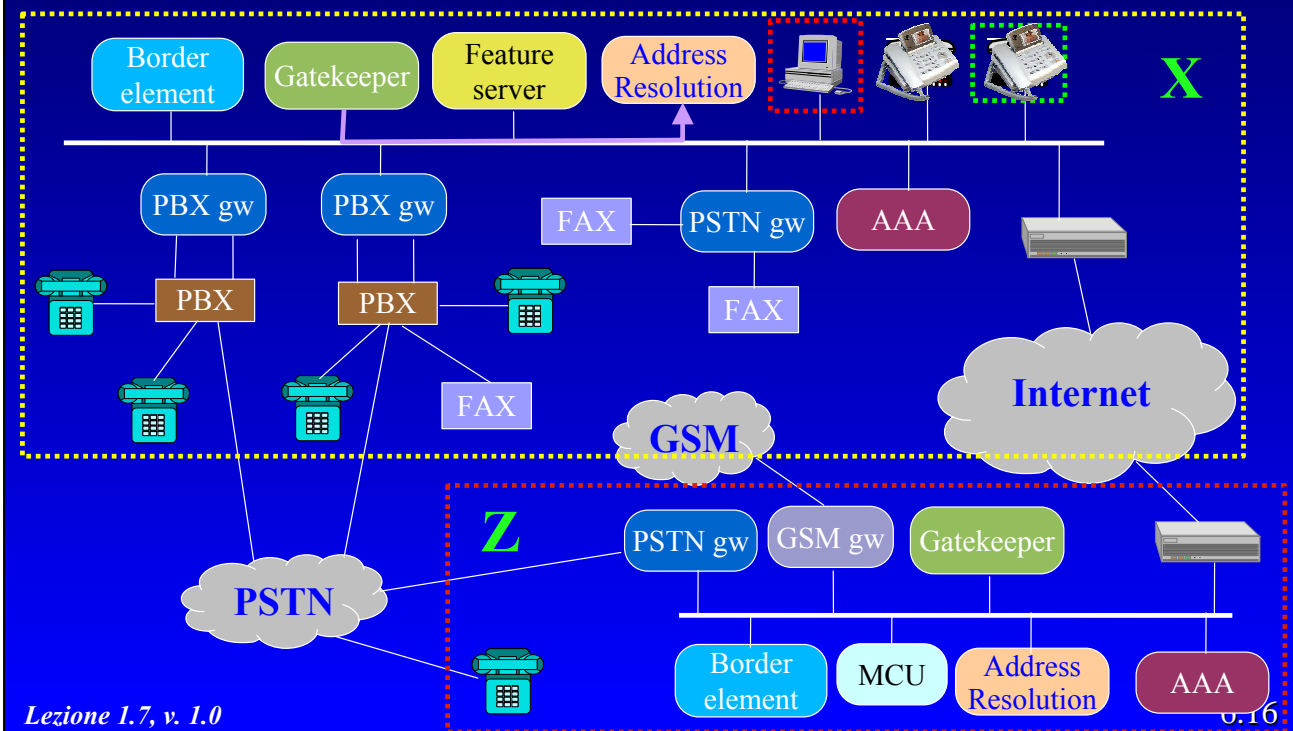 Border
element
Gatekeeper
Feature
server
Address
Resolution
X
PBX gw
PBX gw
FAX
PSTN gw
AAA
PBX
PBX
FAX
FAX
Internet
GSM
Z
PSTN gw
GSM gw
Gatekeeper
PSTN
Border
element
MCU
Address
Resolution
AAA
Lezione 1.7, v. 1.0
6.16